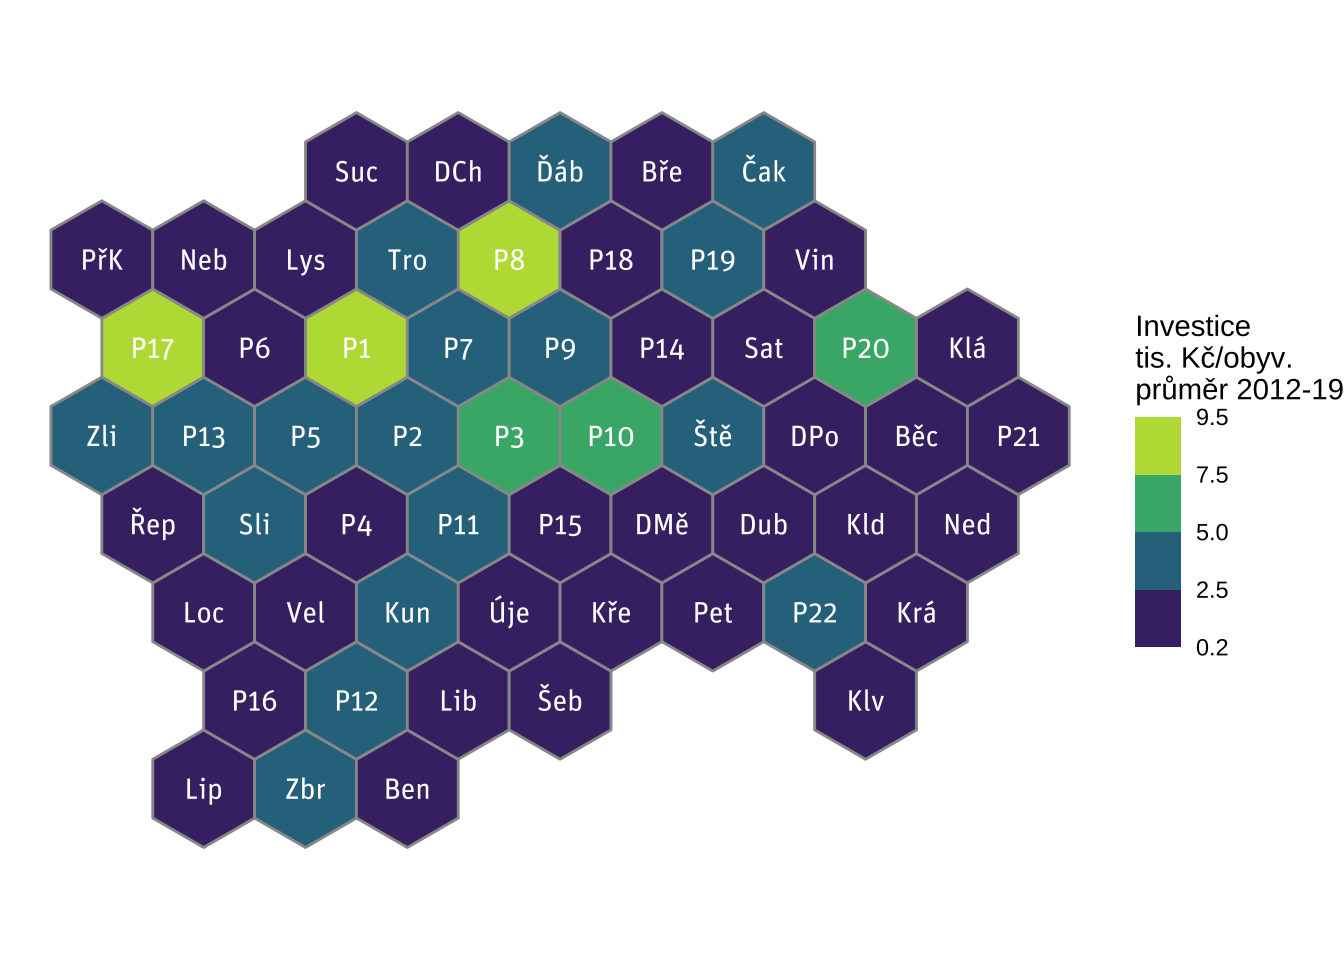 Suc DCh Ďáb Bře Čak
PřK Neb Lys Tro P8 P18 P19 Vin
P17 P6 P1 P7 P9 P14 Sat P20 Klá
Zli P13 P5 P2 P3 P10 Ště DPo Běc P21
Řep Sli P4 P11 P15 DMě Dub Kld Ned
Loc Vel Kun Úje Kře Pet P22 Krá
P16 P12 Lib Šeb Klv
Lip Zbr Ben
Investice
tis. Kč/obyv.
průměr 2012-19
9.5
7.5
5.0
2.5
0.2